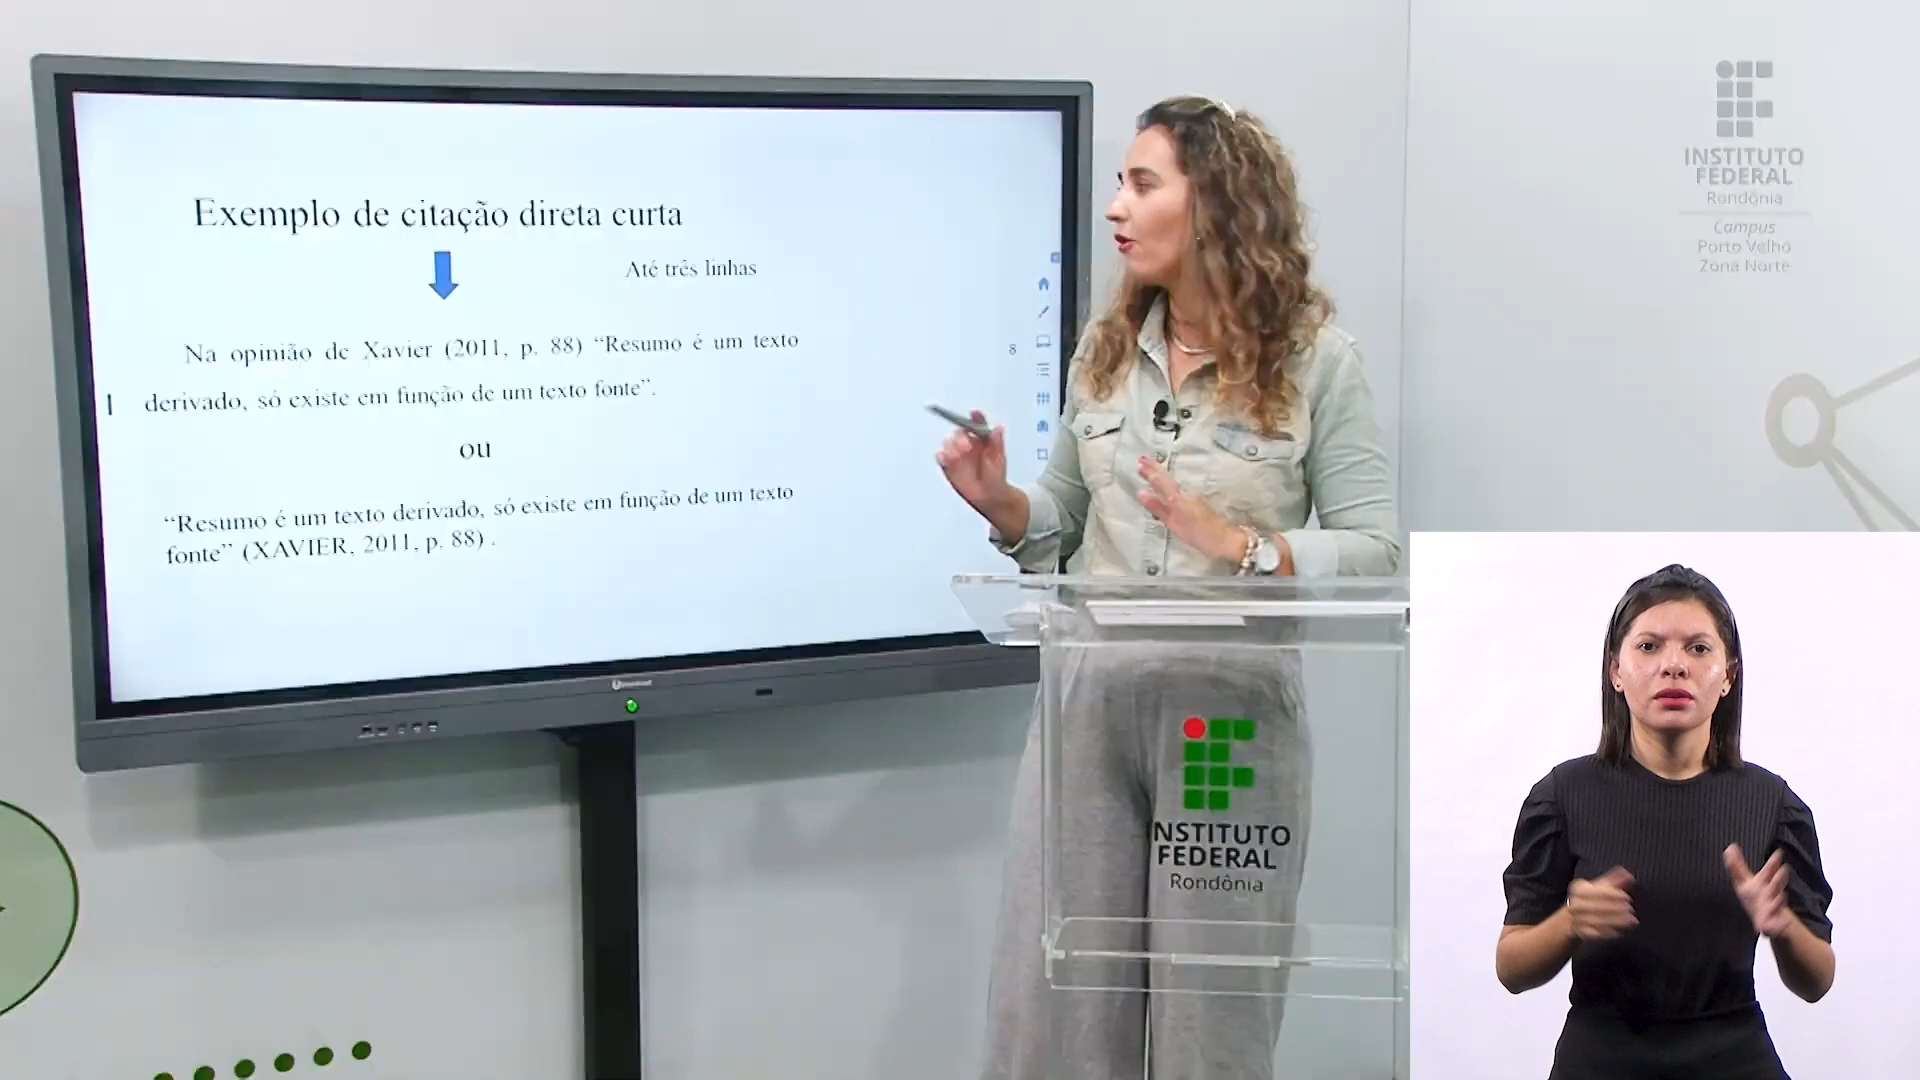 Exemplo de citação direta curta
Até três linhas
Na opinião de Xavier (2011, p. 88) “Resumo é um texto
derivado, só existe em função de um texto fonte”.
ou
“Resumo é um texto derivado, só existe em função de um texto
fonte” (XAVIER, 2011, p. 88) .
8
INSTITUTO
FEDERAL
Rondônia
Campus
Porto Velho
Zona Norte
NSTITUTO
FEDERAL
Rondônia